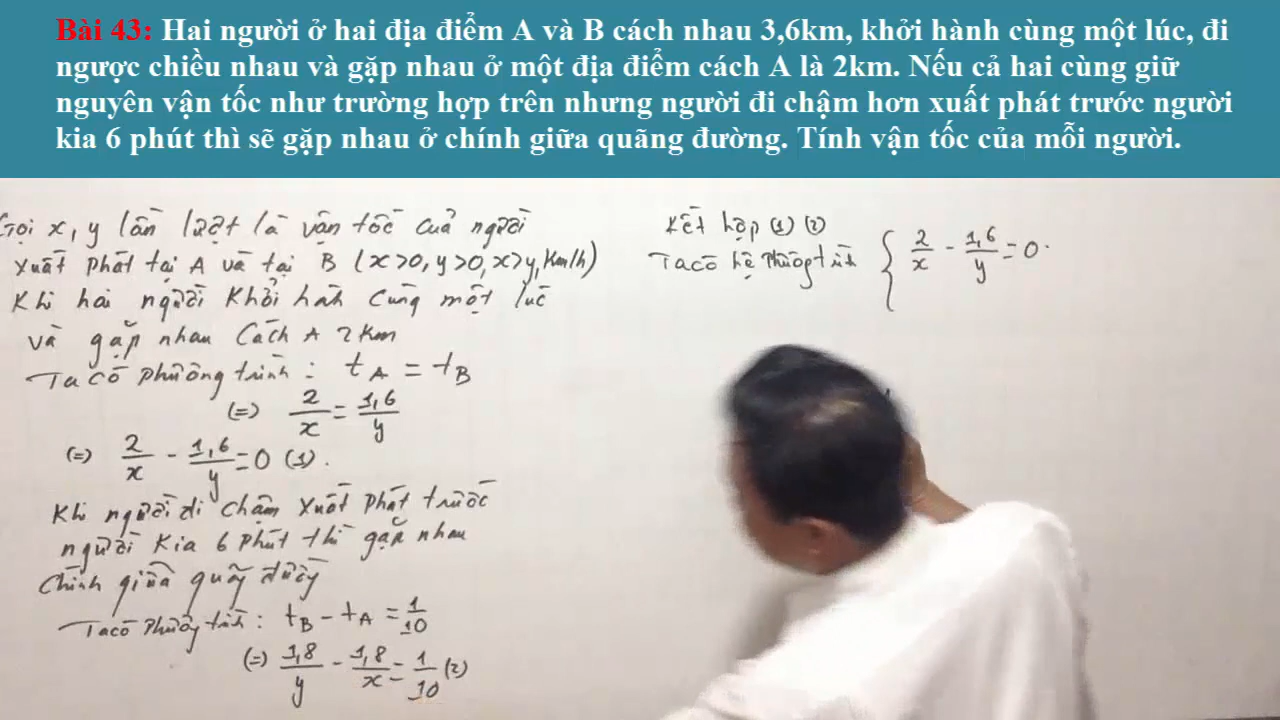 Bài 43: Hai người ở hai địa điểm A và B cách nhau 3,6km, khởi hành cùng một lúc, đi
ngược chiều nhau và gặp nhau ở một địa điểm cách A là 2km. Nếu cả hai cùng giữ
nguyên vận tốc như trường hợp trên nhưng người đi chậm hơn xuất phát trước người
kia 6 phút thì sẽ gặp nhau ở chính giữa quãng đường. Tính vận tốc của mỗi người.
Gọi x, y lần lượt là vận tốc của người
xuất phát tại A và tại B (x>0, y>0, x>y, Km/h)
Khi hai người khởi hành cùng một lúc
và gặp nhau cách A 2km
Ta có phương trình: tA = tB
(=) 2/x = 1,6/y
(=) 2/x - 1,6/y = 0 (1).
Khi người đi chậm xuất phát trước
người kia 6 phút thì gặp nhau
chính giữa quãng đường
Ta có phương trình: tB - tA = 1/10
(=) 1,8/y - 1,8/x = 1/10 (2)
Kết hợp (1) (2)
Ta có hệ phương trình { 2/x - 1,6/y = 0